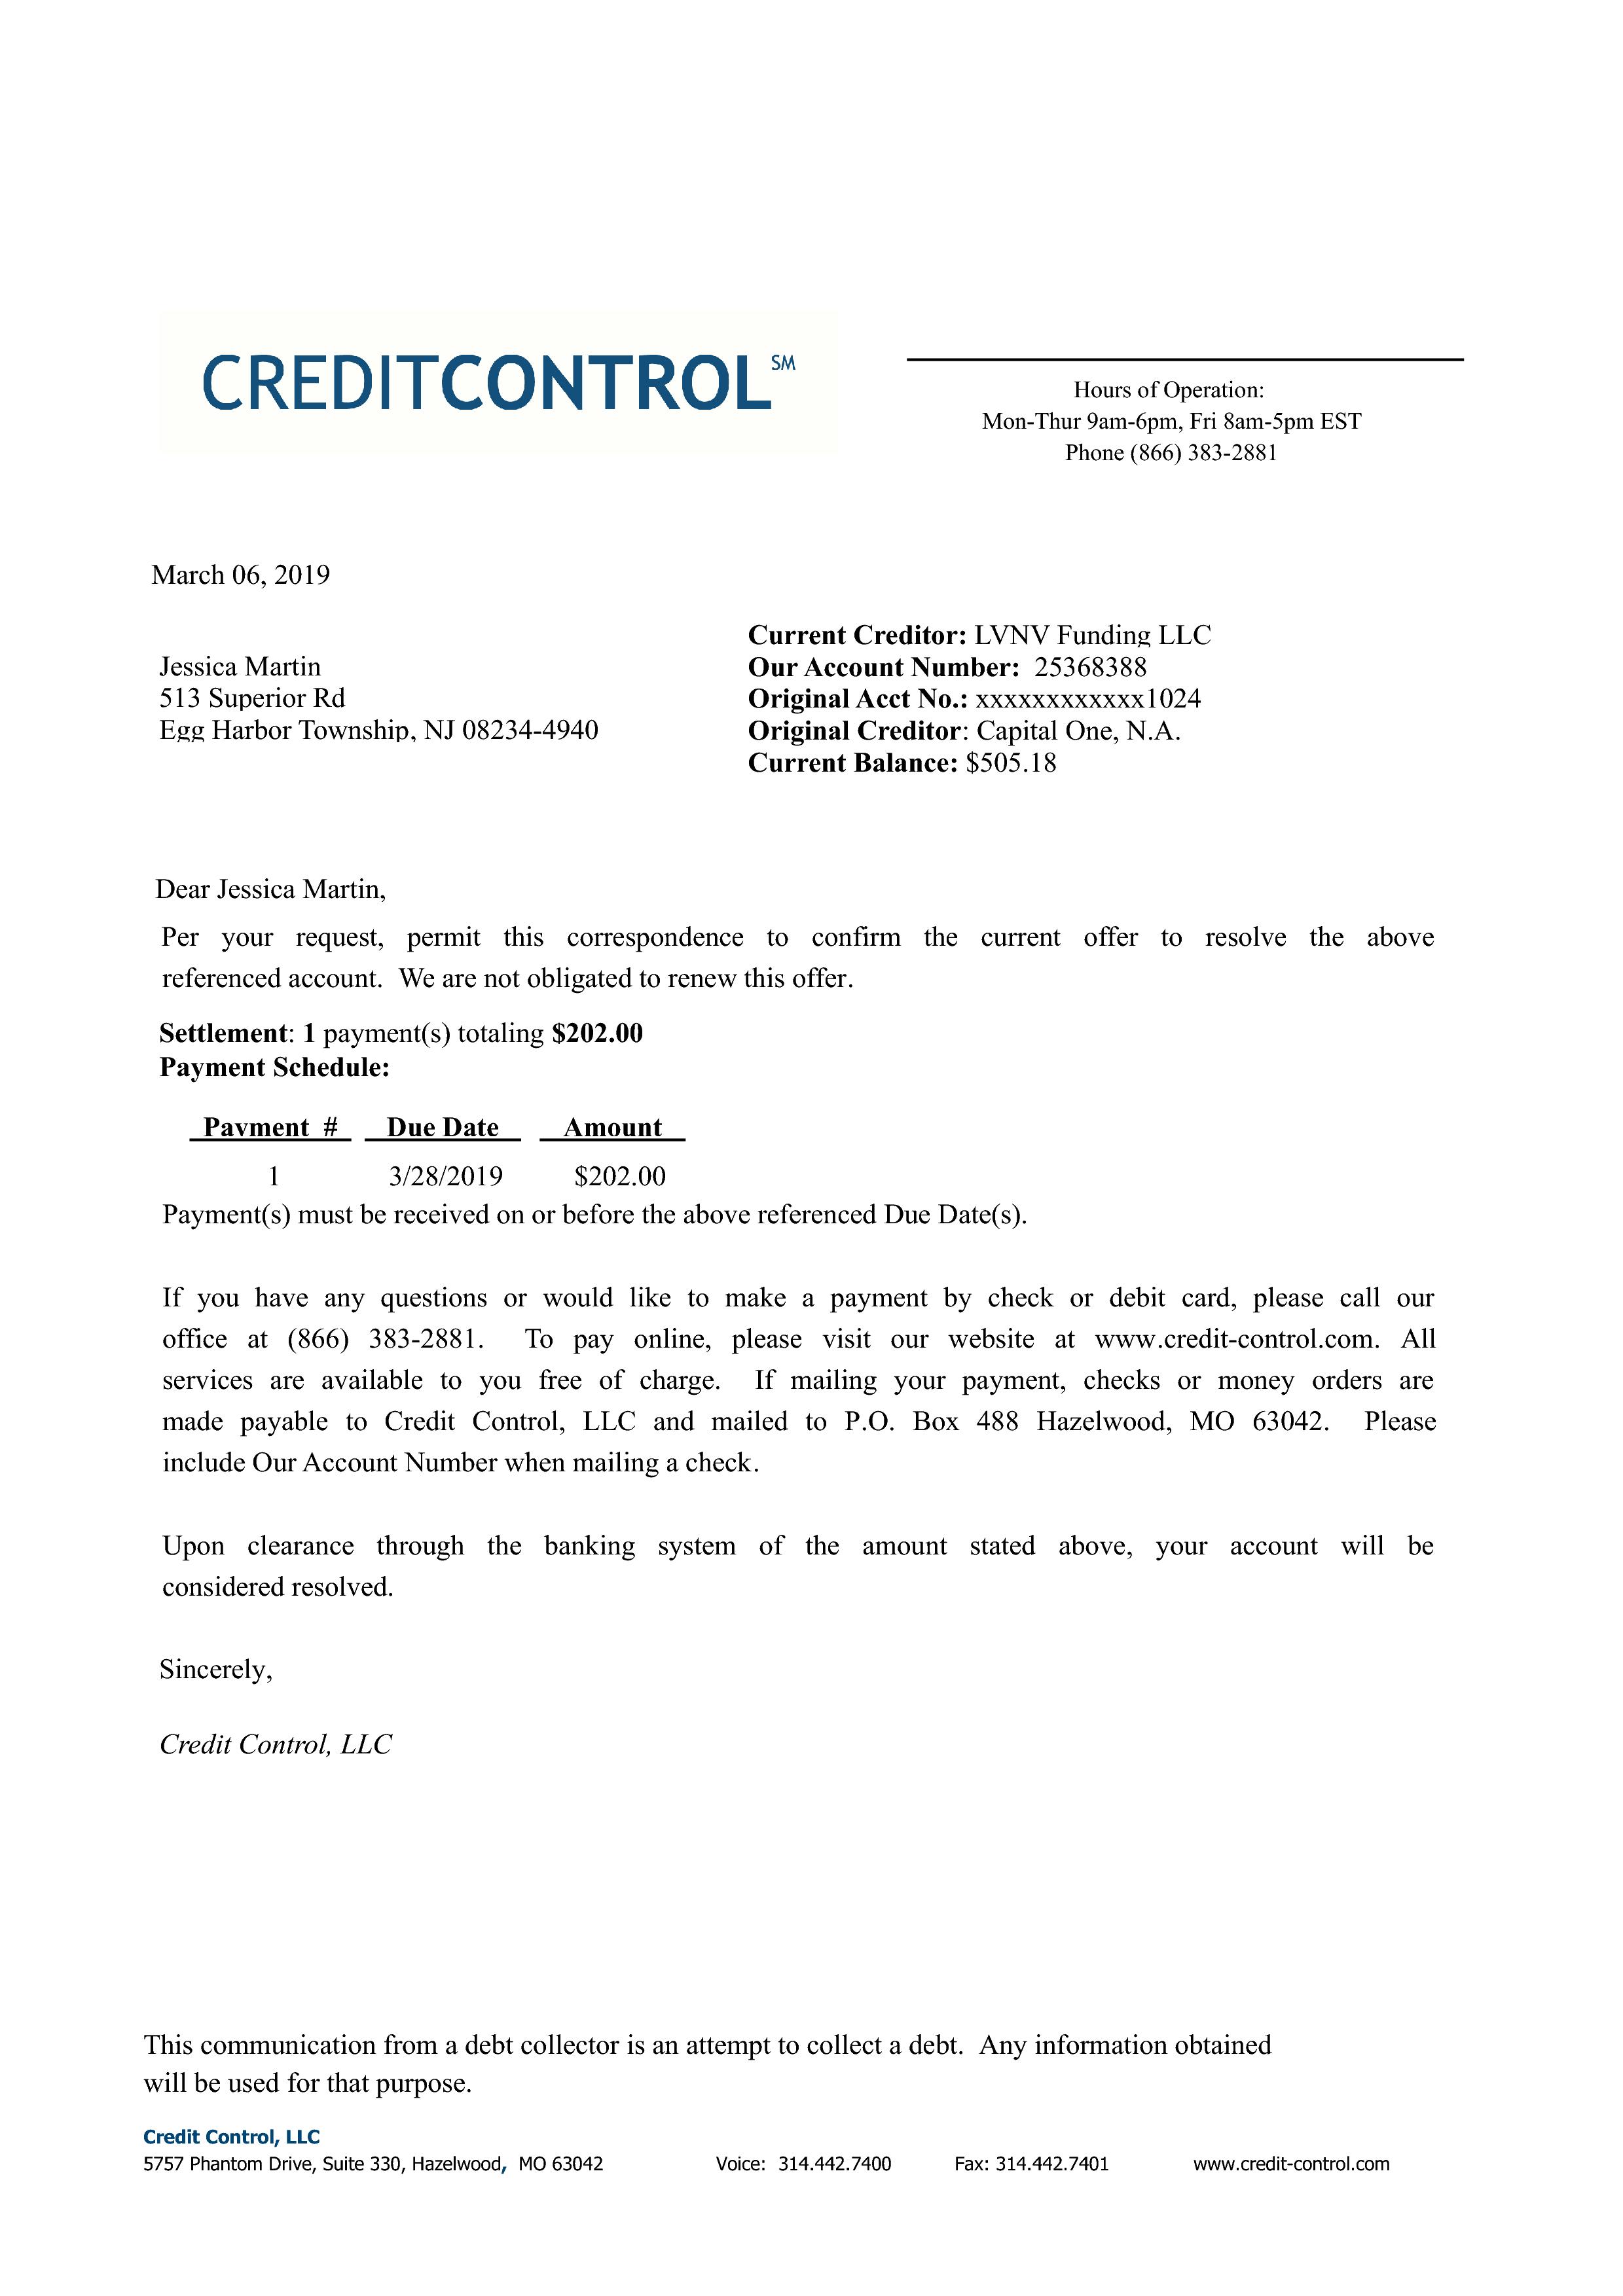 CREDITCONTROL SM
Hours of Operation:
Mon-Thur 9am-6pm, Fri 8am-5pm EST
Phone (866) 383-2881
March 06, 2019
Jessica Martin
513 Superior Rd
Egg Harbor Township, NJ 08234-4940
Current Creditor: LVNV Funding LLC
Our Account Number: 25368388
Original Acct No.: xxxxxxxxxxxx1024
Original Creditor: Capital One, N.A.
Current Balance: $505.18
Dear Jessica Martin,
Per your request, permit this correspondence to confirm the current offer to resolve the above
referenced account. We are not obligated to renew this offer.
Settlement: 1 payment(s) totaling $202.00
Payment Schedule:
Payment # Due Date Amount
1 3/28/2019 $202.00
Payment(s) must be received on or before the above referenced Due Date(s).
If you have any questions or would like to make a payment by check or debit card, please call our
office at (866) 383-2881. To pay online, please visit our website at www.credit-control.com. All
services are available to you free of charge. If mailing your payment, checks or money orders are
made payable to Credit Control, LLC and mailed to P.O. Box 488 Hazelwood, MO 63042. Please
include Our Account Number when mailing a check.
Upon clearance through the banking system of the amount stated above, your account will be
considered resolved.
Sincerely,
Credit Control, LLC
This communication from a debt collector is an attempt to collect a debt. Any information obtained
will be used for that purpose.
Credit Control, LLC
5757 Phantom Drive, Suite 330, Hazelwood, MO 63042 Voice: 314.442.7400 Fax: 314.442.7401 www.credit-control.com